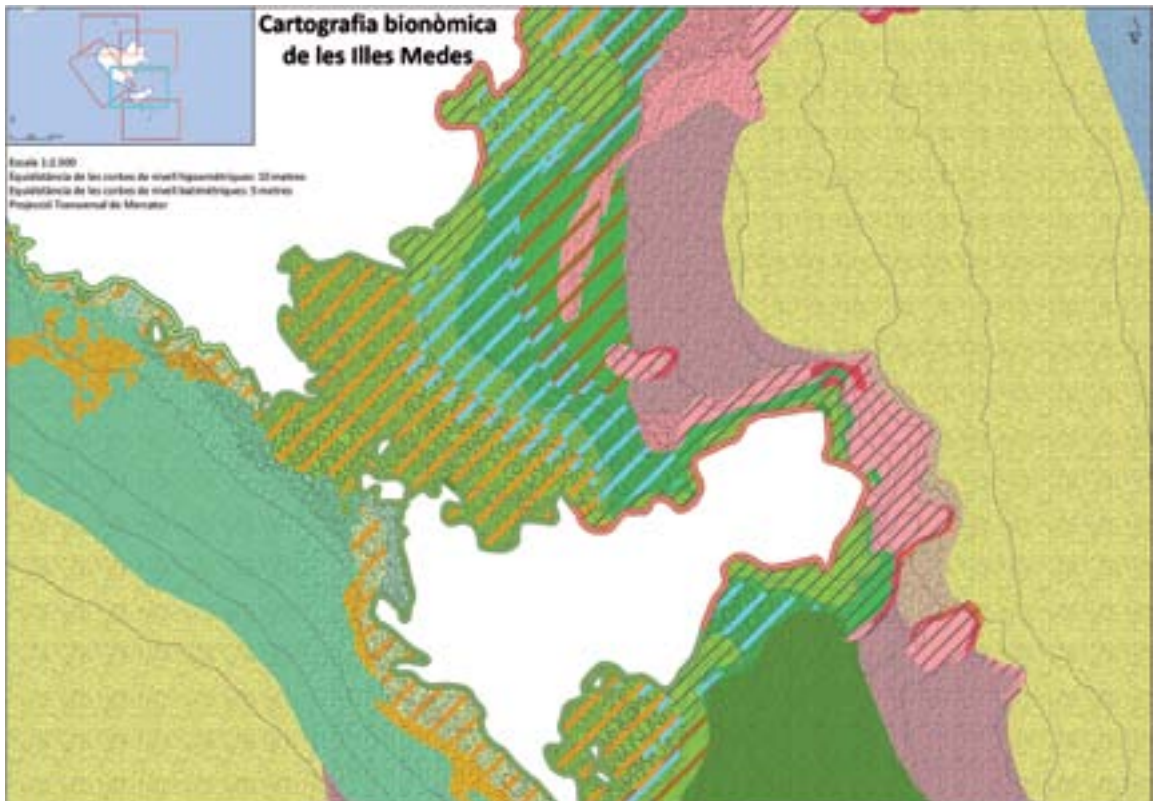 Cartografia bionòmica
de les Illes Medes
Escala 1:2.500
Equidistància de les corbes de nivell hipsomètriques: 10 metres
Equidistància de les corbes de nivell batimètriques: 5 metres
Projecció Transversal de Mercator